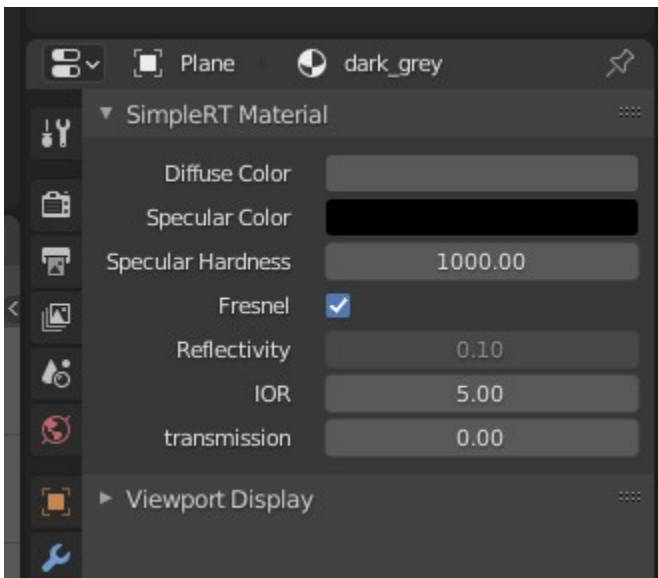 Plane dark_grey
SimpleRT Material
Diffuse Color
Specular Color
Specular Hardness 1000.00
Fresnel
Reflectivity 0.10
IOR 5.00
transmission 0.00
Viewport Display